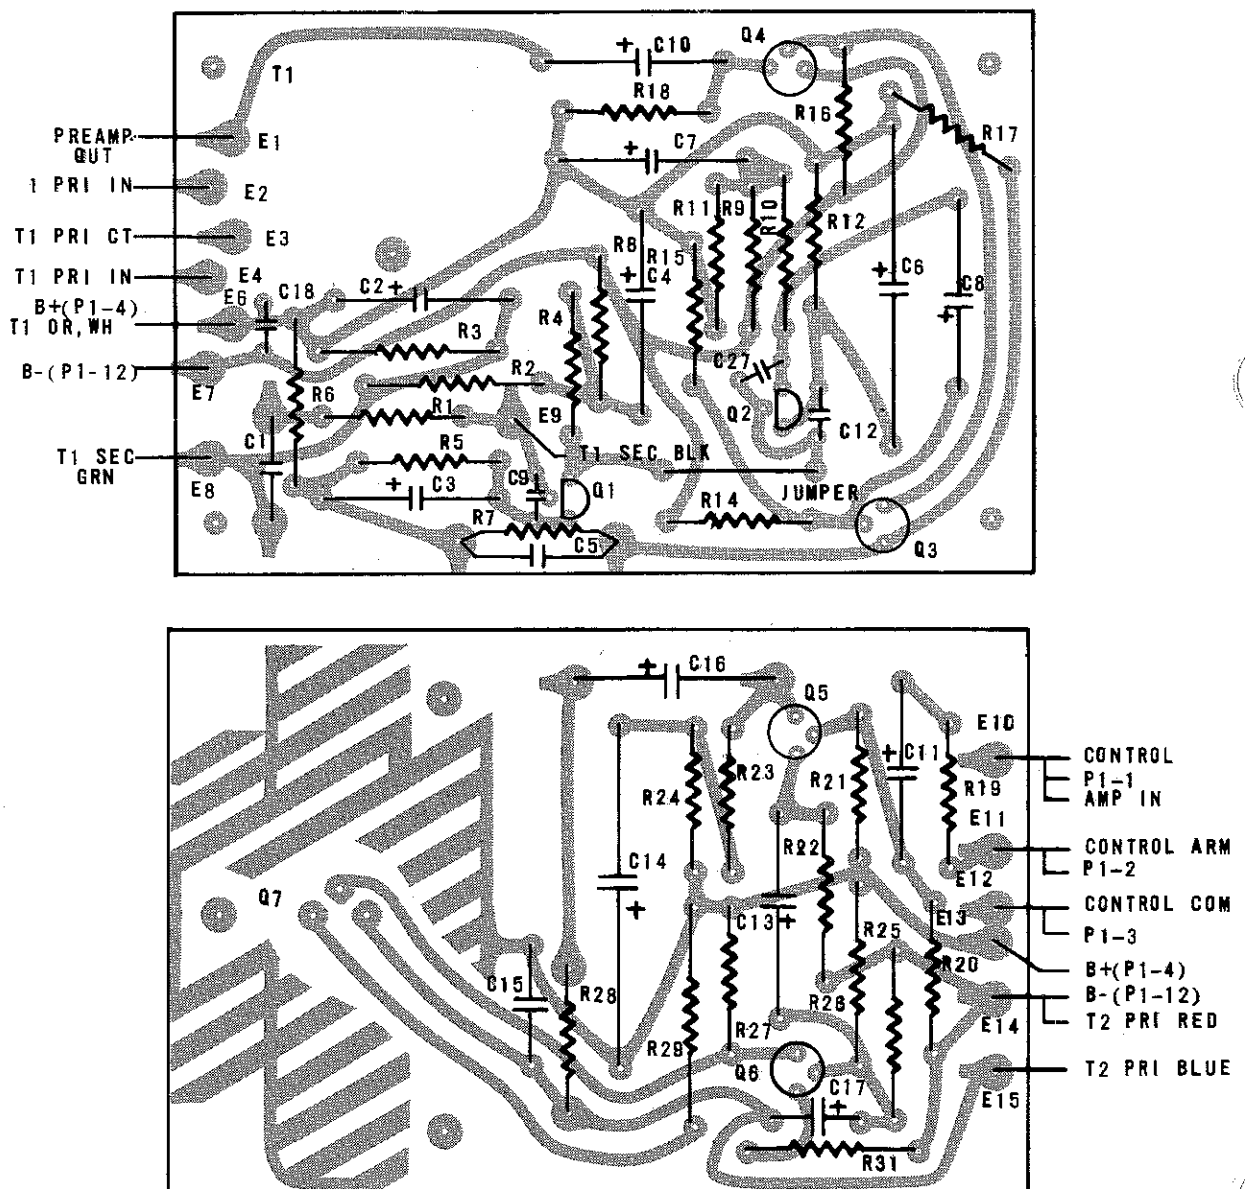 C10
Q4
T1
R18
R16
R17
PREAMP
OUT
E1
C7
1 PRI IN
E2
R11
R9
R10
R12
T1 PRI CT
E3
R8
R15
T1 PRI IN
E4
C2
C4
C6
C8
B+(P1-4)
E6
C18
T1 OR,WH
R4
R3
C27
B-(P1-12)
R2
E7
R6
R1
E9
Q2
C1
C12
T1 SEC
GRN
R5
T1 SEC BLK
E8
C3
C9
Q1
R14
JUMPER
R7
C5
Q3
C16
Q5
E10
C11
CONTROL
P1-1
AMP IN
R23
R21
R19
R24
E11
R22
CONTROL ARM
P1-2
C14
E12
Q7
CONTROL COM
C13
E13
R25
P1-3
R20
B+(P1-4)
C15
R28
R26
B-(P1-12)
T2 PRI RED
E14
R27
R29
Q6
T2 PRI BLUE
C17
E15
R31